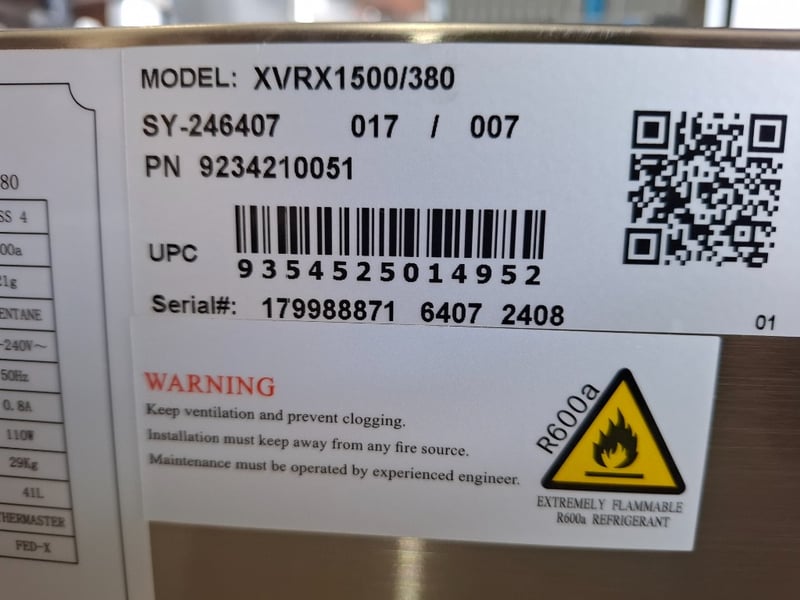 MODEL: XVRX1500/380
SY-246407 017 / 007
PN 9234210051
UPC
9354525014952
Serial#: 179988871 6407 2408
01
80
SS 4
00a
21g
ENTANE
-240V~
50Hz
0.8A
110W
29Kg
41L
THERMASTER
FED-X
WARNING
Keep ventilation and prevent clogging.
Installation must keep away from any fire source.
Maintenance must be operated by experienced engineer.
R600a
EXTREMELY FLAMMABLE
R600a REFRIGERANT